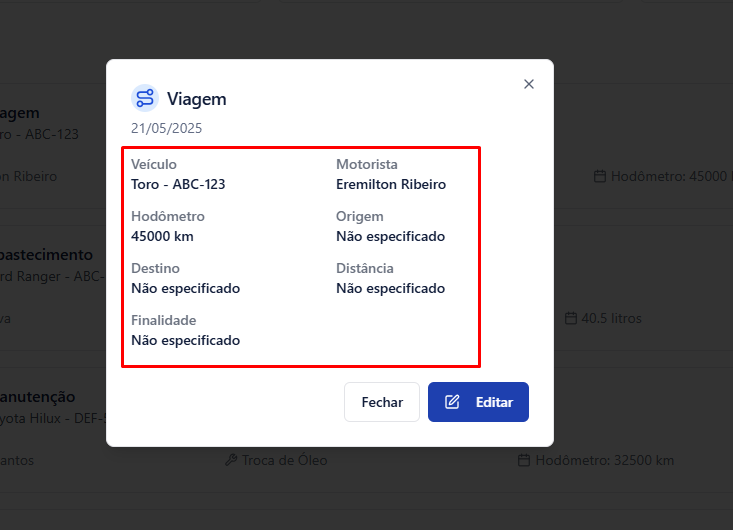 Viagem
21/05/2025
Veículo
Toro - ABC-123
Motorista
Eremilton Ribeiro
Hodômetro
45000 km
Origem
Não especificado
Destino
Não especificado
Distância
Não especificado
Finalidade
Não especificado
Fechar
Editar
agem
ro - ABC-123
n Ribeiro
Hodômetro: 45000
bastecimento
rd Ranger - ABC-
va
40.5 litros
anutenção
yota Hilux - DEF-5
antos
Troca de Óleo
Hodômetro: 32500 km